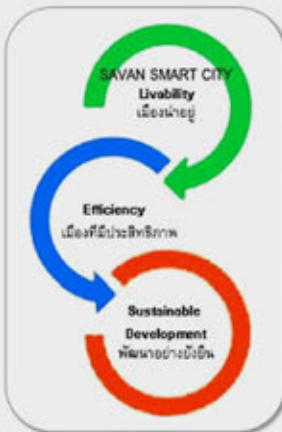 SAVAN SMART CITY
Livability
เมืองน่าอยู่
Efficiency
เมืองที่มีประสิทธิภาพ
Sustainable
Development
พัฒนาอย่างยั่งยืน